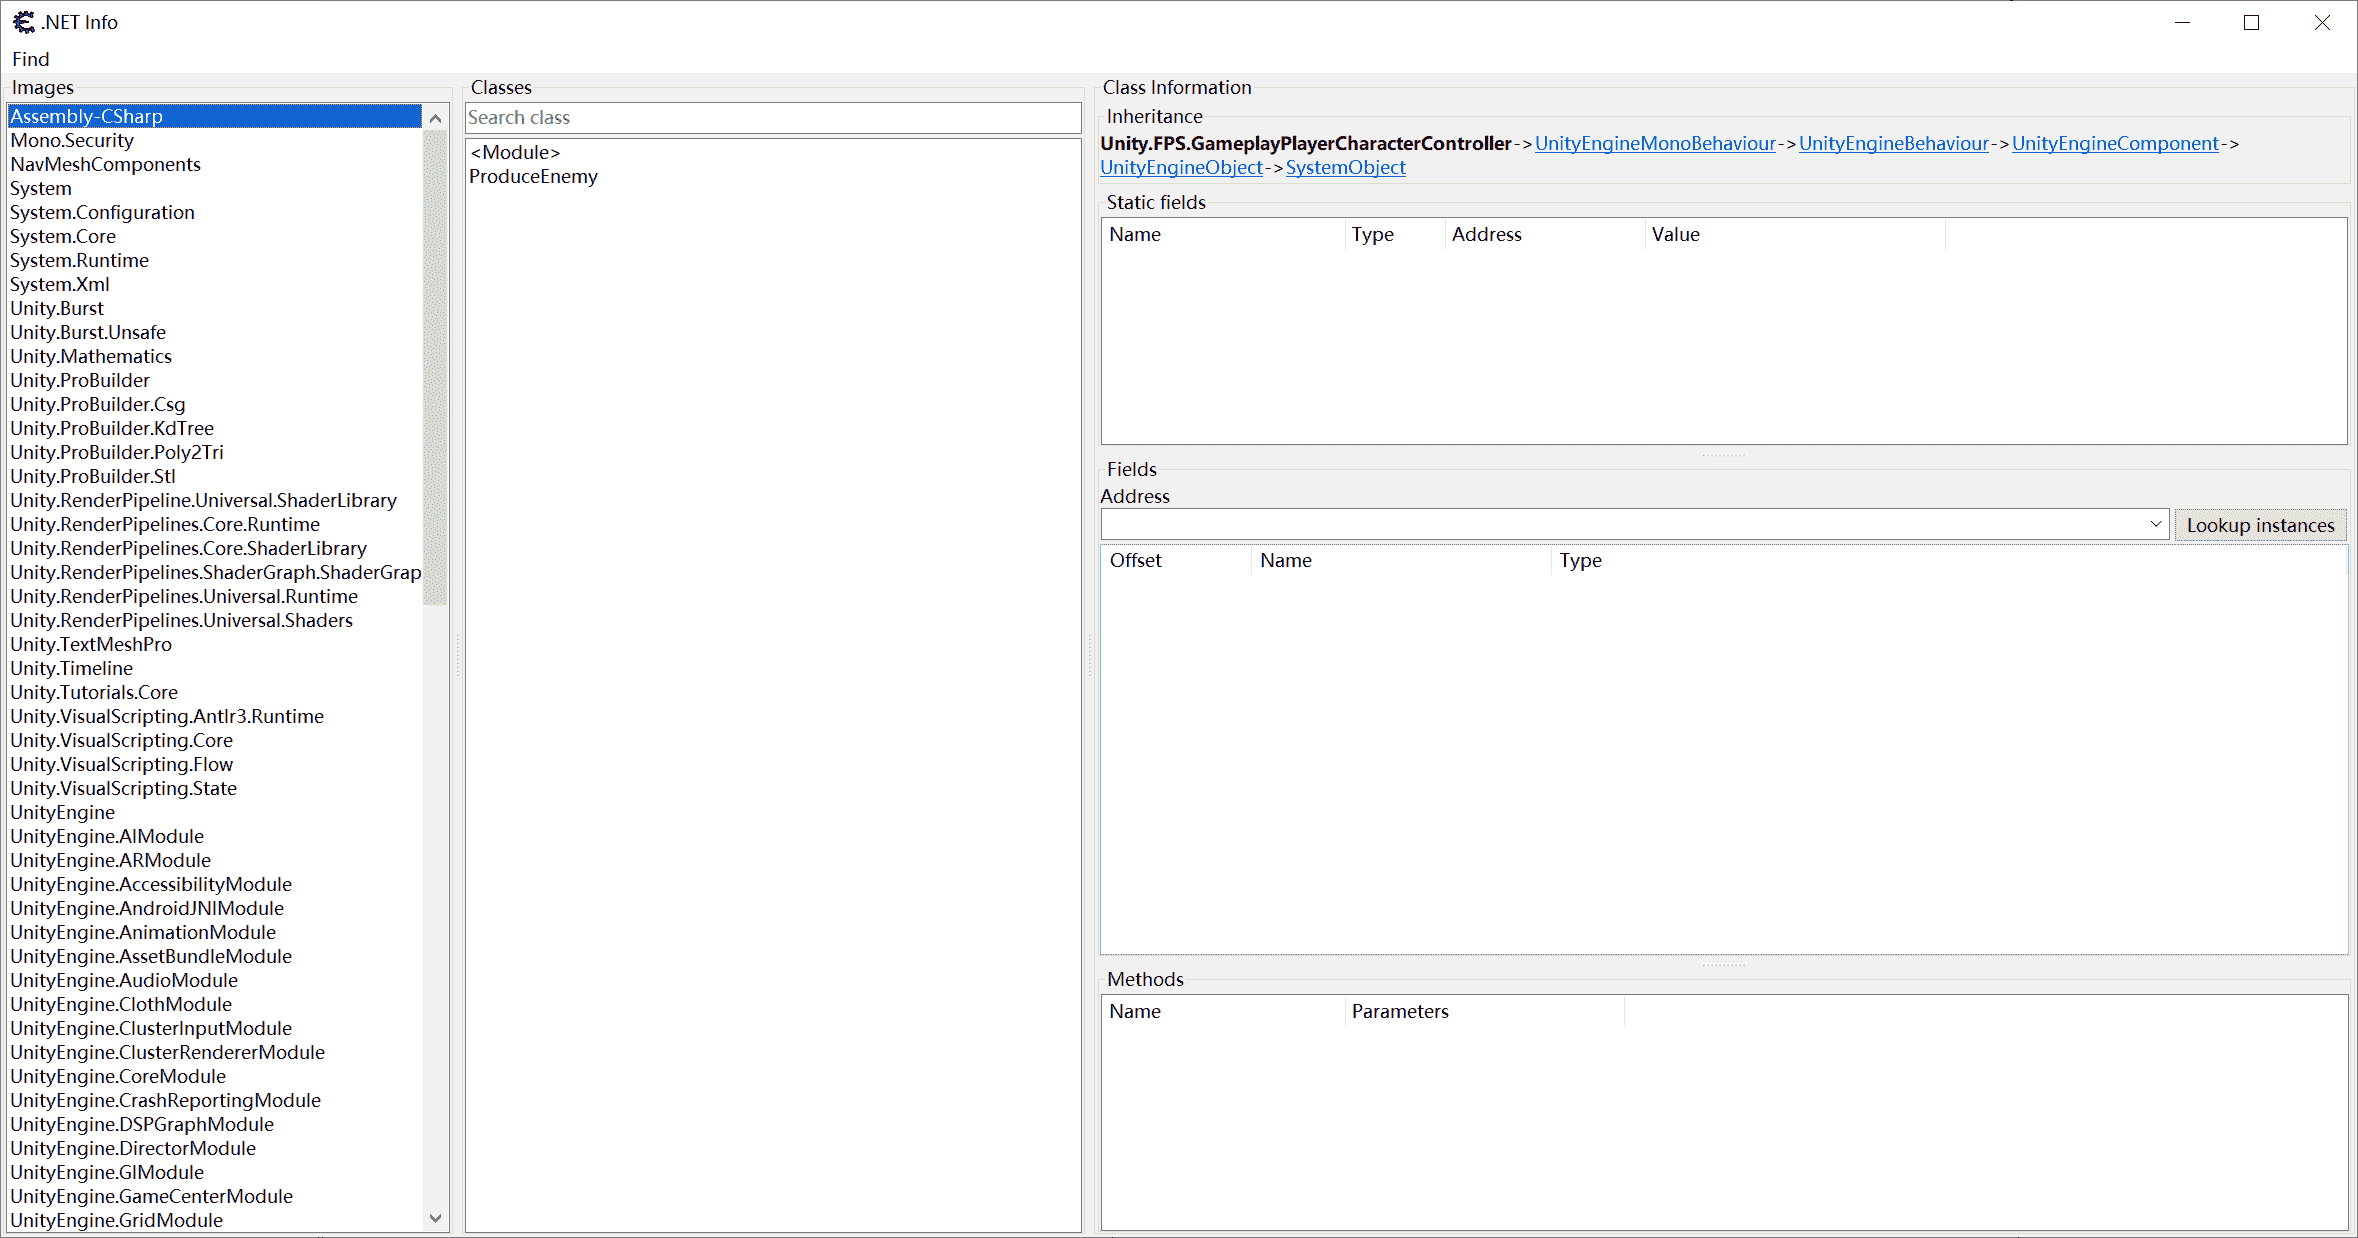 .NET Info
Find
Images
Assembly-CSharp
Mono.Security
NavMeshComponents
System
System.Configuration
System.Core
System.Runtime
System.Xml
Unity.Burst
Unity.Burst.Unsafe
Unity.Mathematics
Unity.ProBuilder
Unity.ProBuilder.Csg
Unity.ProBuilder.KdTree
Unity.ProBuilder.Poly2Tri
Unity.ProBuilder.Stl
Unity.RenderPipeline.Universal.ShaderLibrary
Unity.RenderPipelines.Core.Runtime
Unity.RenderPipelines.Core.ShaderLibrary
Unity.RenderPipelines.ShaderGraph.ShaderGrap
Unity.RenderPipelines.Universal.Runtime
Unity.RenderPipelines.Universal.Shaders
Unity.TextMeshPro
Unity.Timeline
Unity.Tutorials.Core
Unity.VisualScripting.Antlr3.Runtime
Unity.VisualScripting.Core
Unity.VisualScripting.Flow
Unity.VisualScripting.State
UnityEngine
UnityEngine.AIModule
UnityEngine.ARModule
UnityEngine.AccessibilityModule
UnityEngine.AndroidJNIModule
UnityEngine.AnimationModule
UnityEngine.AssetBundleModule
UnityEngine.AudioModule
UnityEngine.ClothModule
UnityEngine.ClusterInputModule
UnityEngine.ClusterRendererModule
UnityEngine.CoreModule
UnityEngine.CrashReportingModule
UnityEngine.DSPGraphModule
UnityEngine.DirectorModule
UnityEngine.GIModule
UnityEngine.GameCenterModule
UnityEngine.GridModule
Classes
Search class
<Module>
ProduceEnemy
Class Information
Inheritance
Unity.FPS.GameplayPlayerCharacterController->UnityEngineMonoBehaviour->UnityEngineBehaviour->UnityEngineComponent->
UnityEngineObject->SystemObject
Static fields
Name Type Address Value
Fields
Address
Lookup instances
Offset Name Type
Methods
Name Parameters